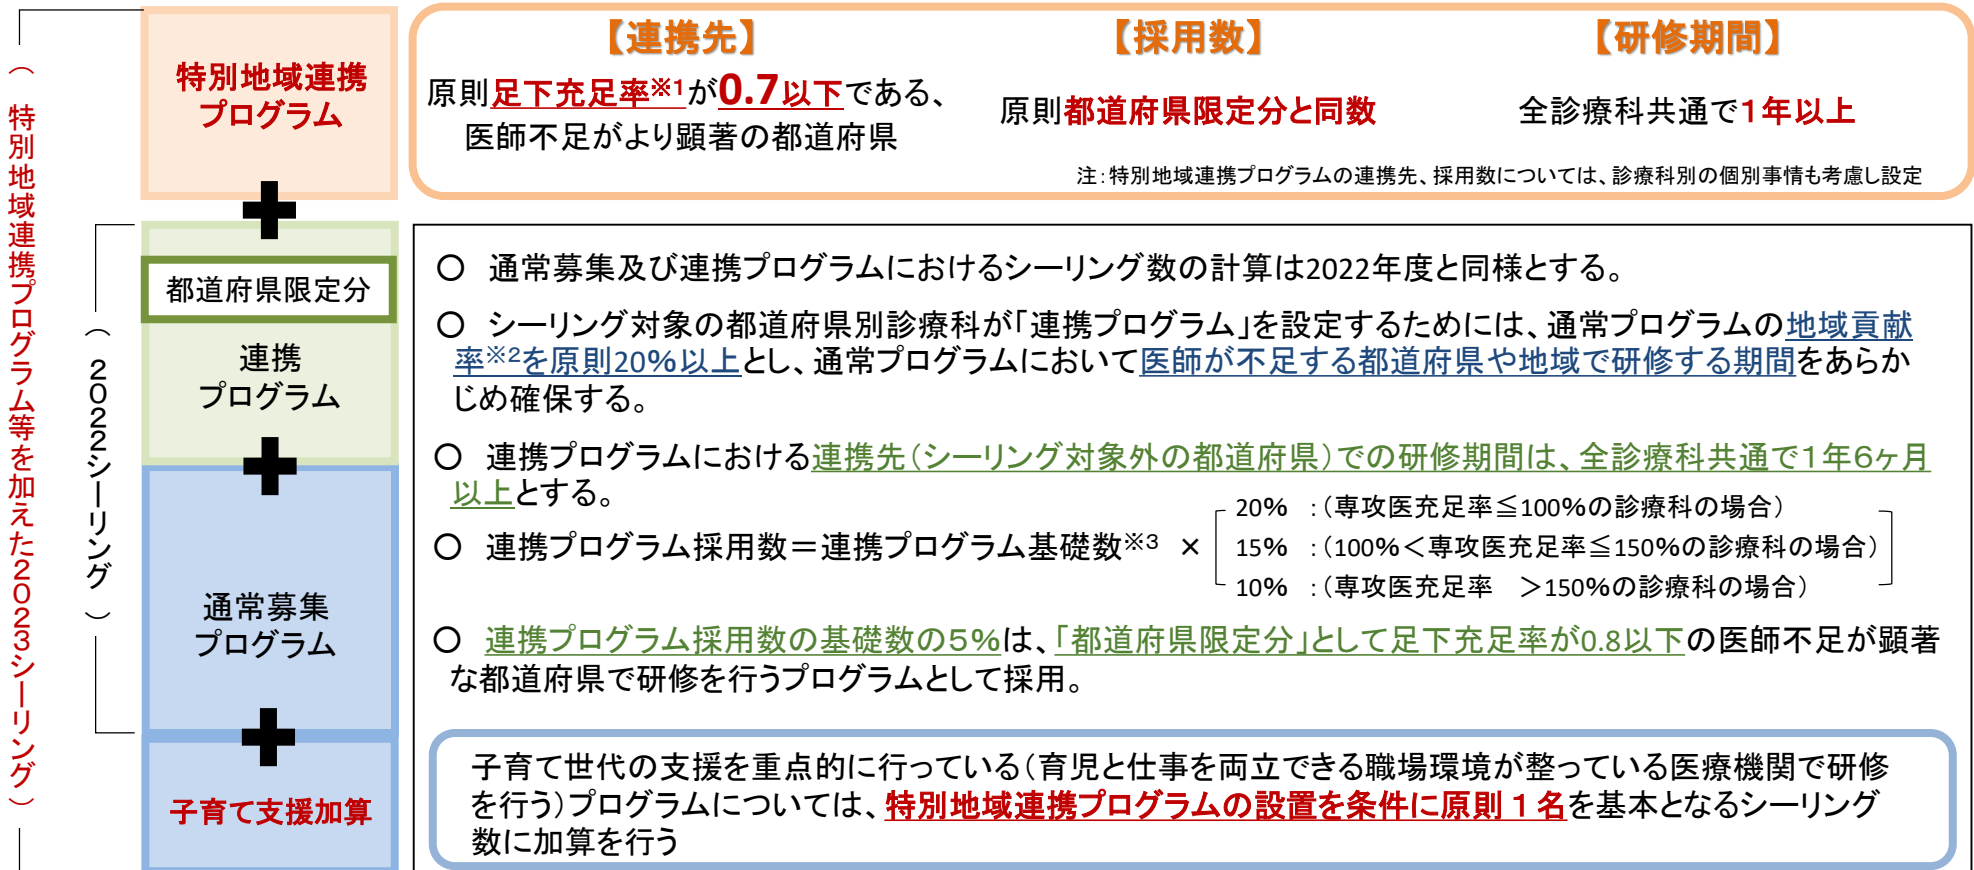 （特別地域連携プログラム等を加えた2023シーリング）
（2022シーリング）
特別地域連携
プログラム
都道府県限定分
連携
プログラム
通常募集
プログラム
子育て支援加算
【連携先】
原則足下充足率※1が0.7以下である、
医師不足がより顕著の都道府県
【採用数】
原則都道府県限定分と同数
【研修期間】
全診療科共通で1年以上
注：特別地域連携プログラムの連携先、採用数については、診療科別の個別事情も考慮し設定
○ 通常募集及び連携プログラムにおけるシーリング数の計算は2022年度と同様とする。
○ シーリング対象の都道府県別診療科が「連携プログラム」を設定するためには、通常プログラムの地域貢献
率※2を原則20%以上とし、通常プログラムにおいて医師が不足する都道府県や地域で研修する期間をあらか
じめ確保する。
○ 連携プログラムにおける連携先（シーリング対象外の都道府県）での研修期間は、全診療科共通で1年6ヶ月
以上とする。
○ 連携プログラム採用数＝連携プログラム基礎数※3 ×
20% ：（専攻医充足率≦100%の診療科の場合）
15% ：（100%＜専攻医充足率≦150%の診療科の場合）
10% ：（専攻医充足率 ＞150%の診療科の場合）
○ 連携プログラム採用数の基礎数の5%は、「都道府県限定分」として足下充足率が0.8以下の医師不足が顕著
な都道府県で研修を行うプログラムとして採用。
子育て世代の支援を重点的に行っている（育児と仕事を両立できる職場環境が整っている医療機関で研修
を行う）プログラムについては、特別地域連携プログラムの設置を条件に原則１名を基本となるシーリング
数に加算を行う